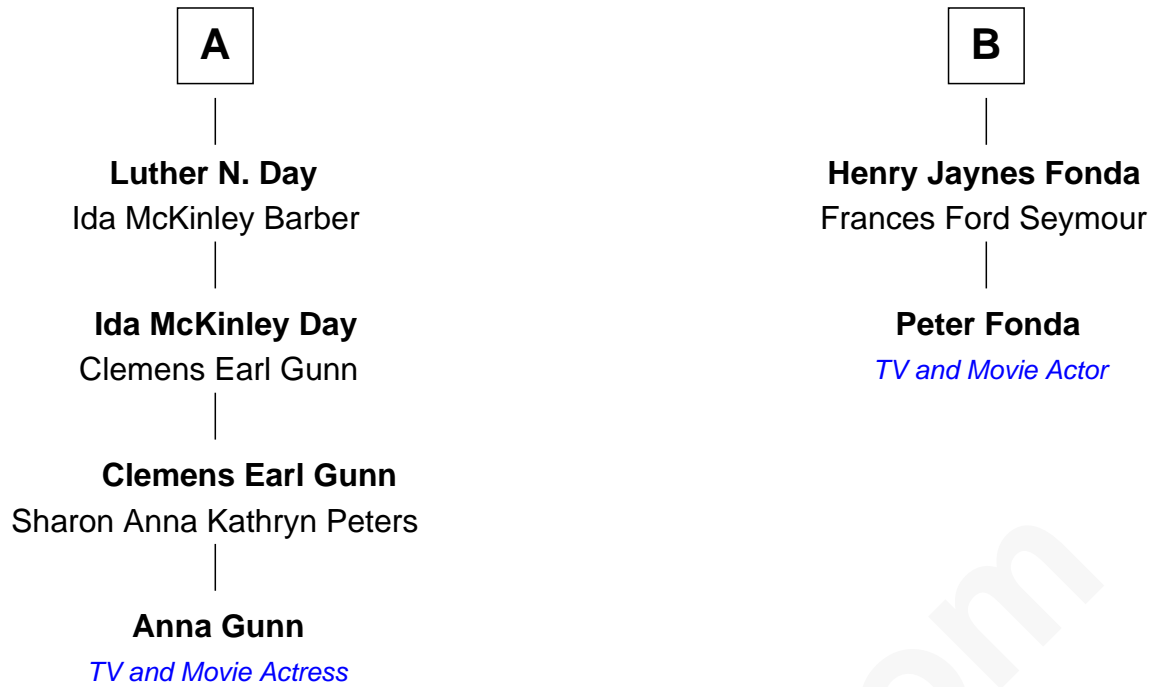 A
Luther N. Day
Ida McKinley Barber
Ida McKinley Day
Clemens Earl Gunn
Clemens Earl Gunn
Sharon Anna Kathryn Peters
Anna Gunn
TV and Movie Actress
B
Henry Jaynes Fonda
Frances Ford Seymour
Peter Fonda
TV and Movie Actor
om